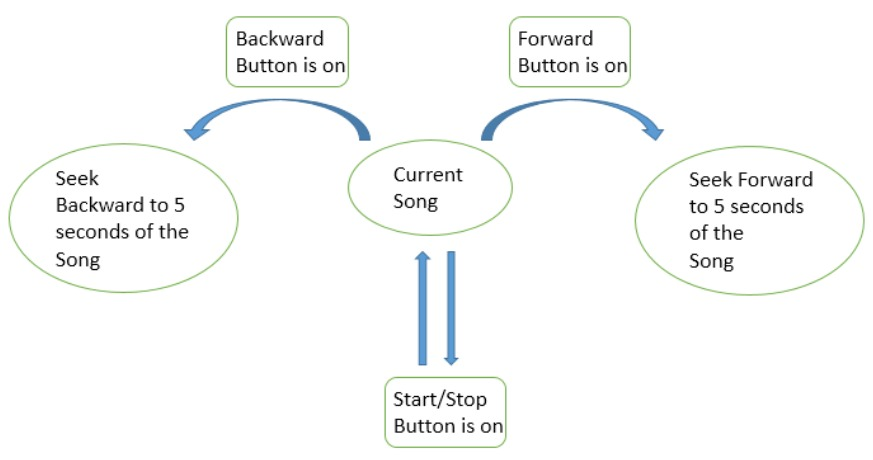 Backward
Button is on
Forward
Button is on
Seek
Backward to 5
seconds of the
Song
Current
Song
Seek Forward
to 5 seconds
of the
Song
Start/Stop
Button is on